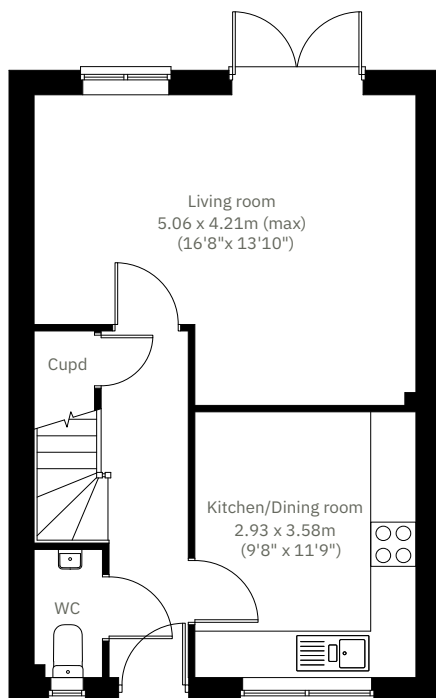 Living room
5.06 x 4.21m (max)
(16'8"x 13'10")
Cupd
Kitchen/Dining room
2.93 x 3.58m
(9'8" x 11'9")
WC